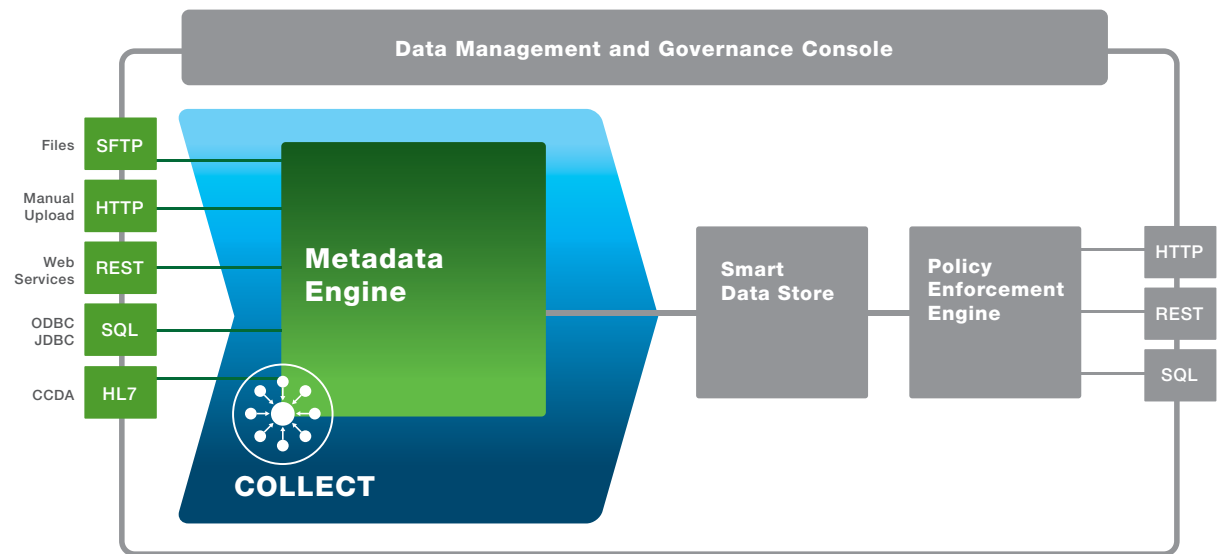 Data Management and Governance Console
Files
SFTP
Manual
Upload
HTTP
Web
Services
REST
ODBC
JDBC
SQL
CCDA
HL7
Metadata
Engine
COLLECT
Smart
Data Store
Policy
Enforcement
Engine
HTTP
REST
SQL